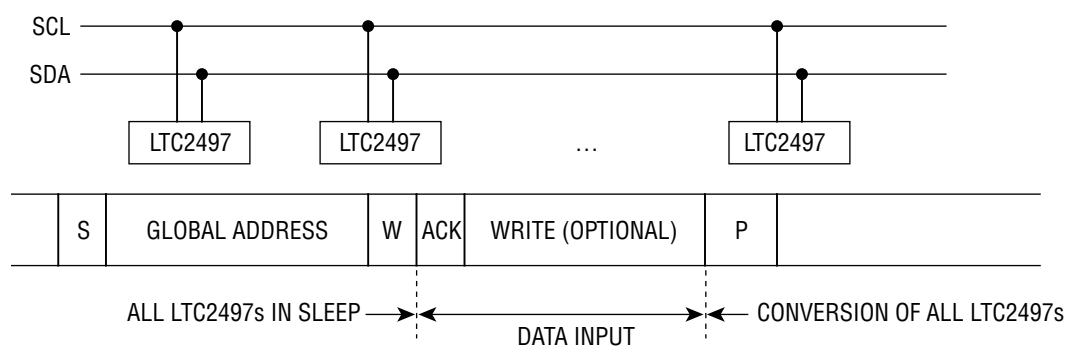 SCL
SDA
LTC2497 LTC2497 … LTC2497
S GLOBAL ADDRESS W ACK WRITE (OPTIONAL) P
ALL LTC2497s IN SLEEP DATA INPUT CONVERSION OF ALL LTC2497s